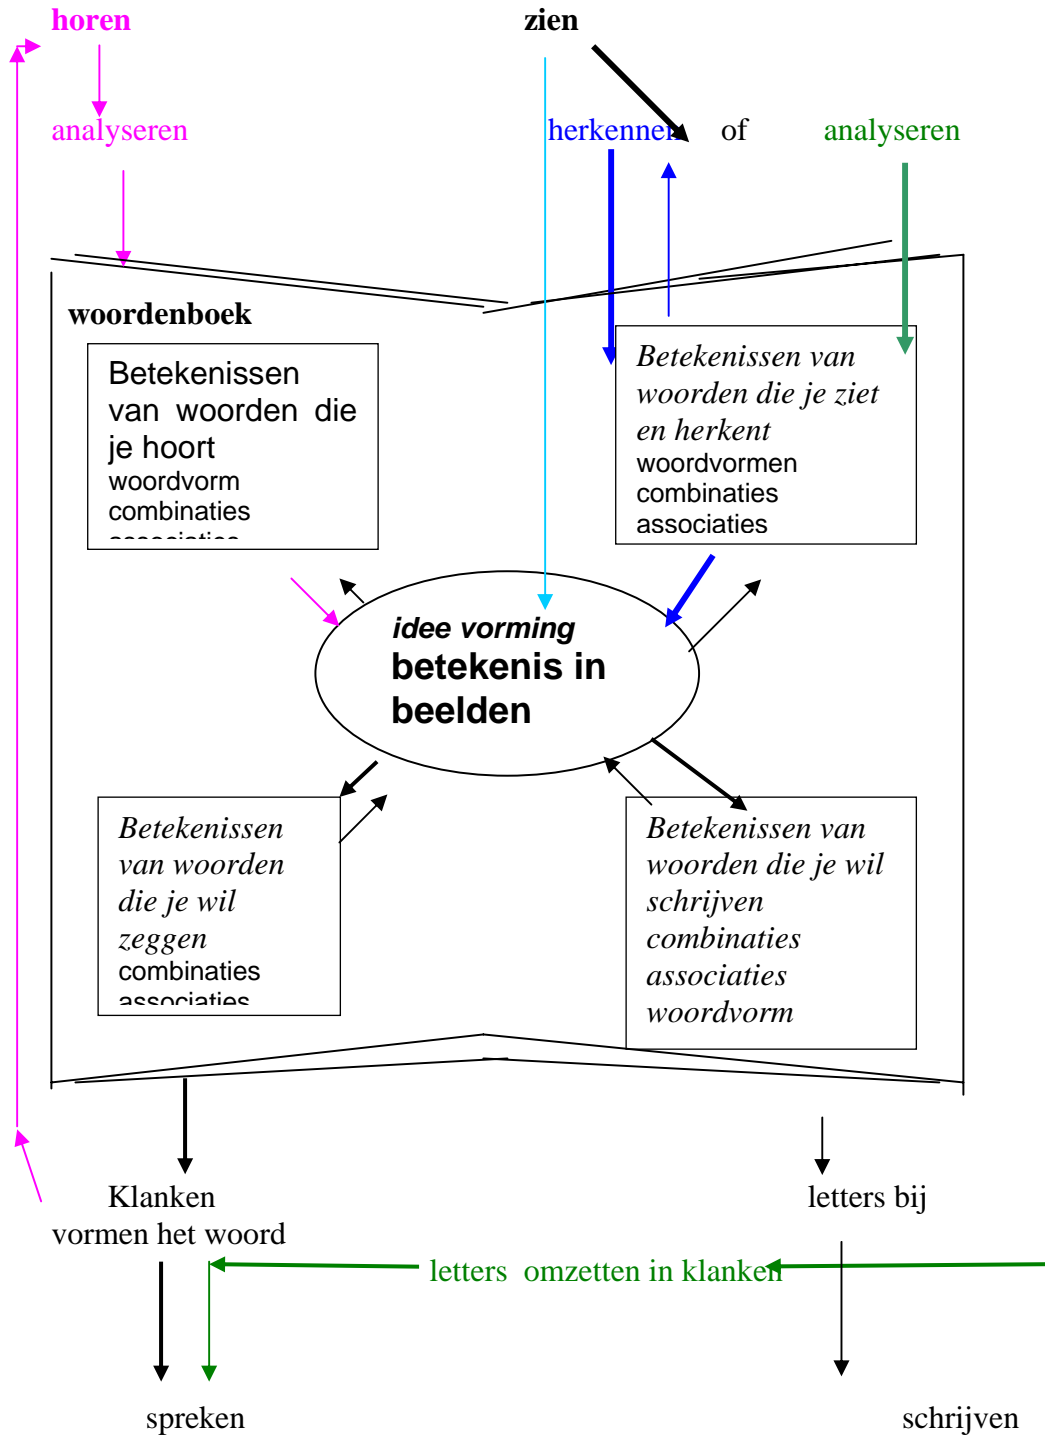 horen
zien
analyseren
herkennen of analyseren
woordenboek
Betekenissen
van woorden die
je hoort
woordvorm
combinaties
associaties
Betekenissen van
woorden die je ziet
en herkent
woordvormen
combinaties
associaties
idee vorming
betekenis in
beelden
Betekenissen
van woorden
die je wil
zeggen
combinaties
associaties
Betekenissen van
woorden die je wil
schrijven
combinaties
associaties
woordvorm
Klanken
vormen het woord
letters bij
letters omzetten in klanken
spreken
schrijven